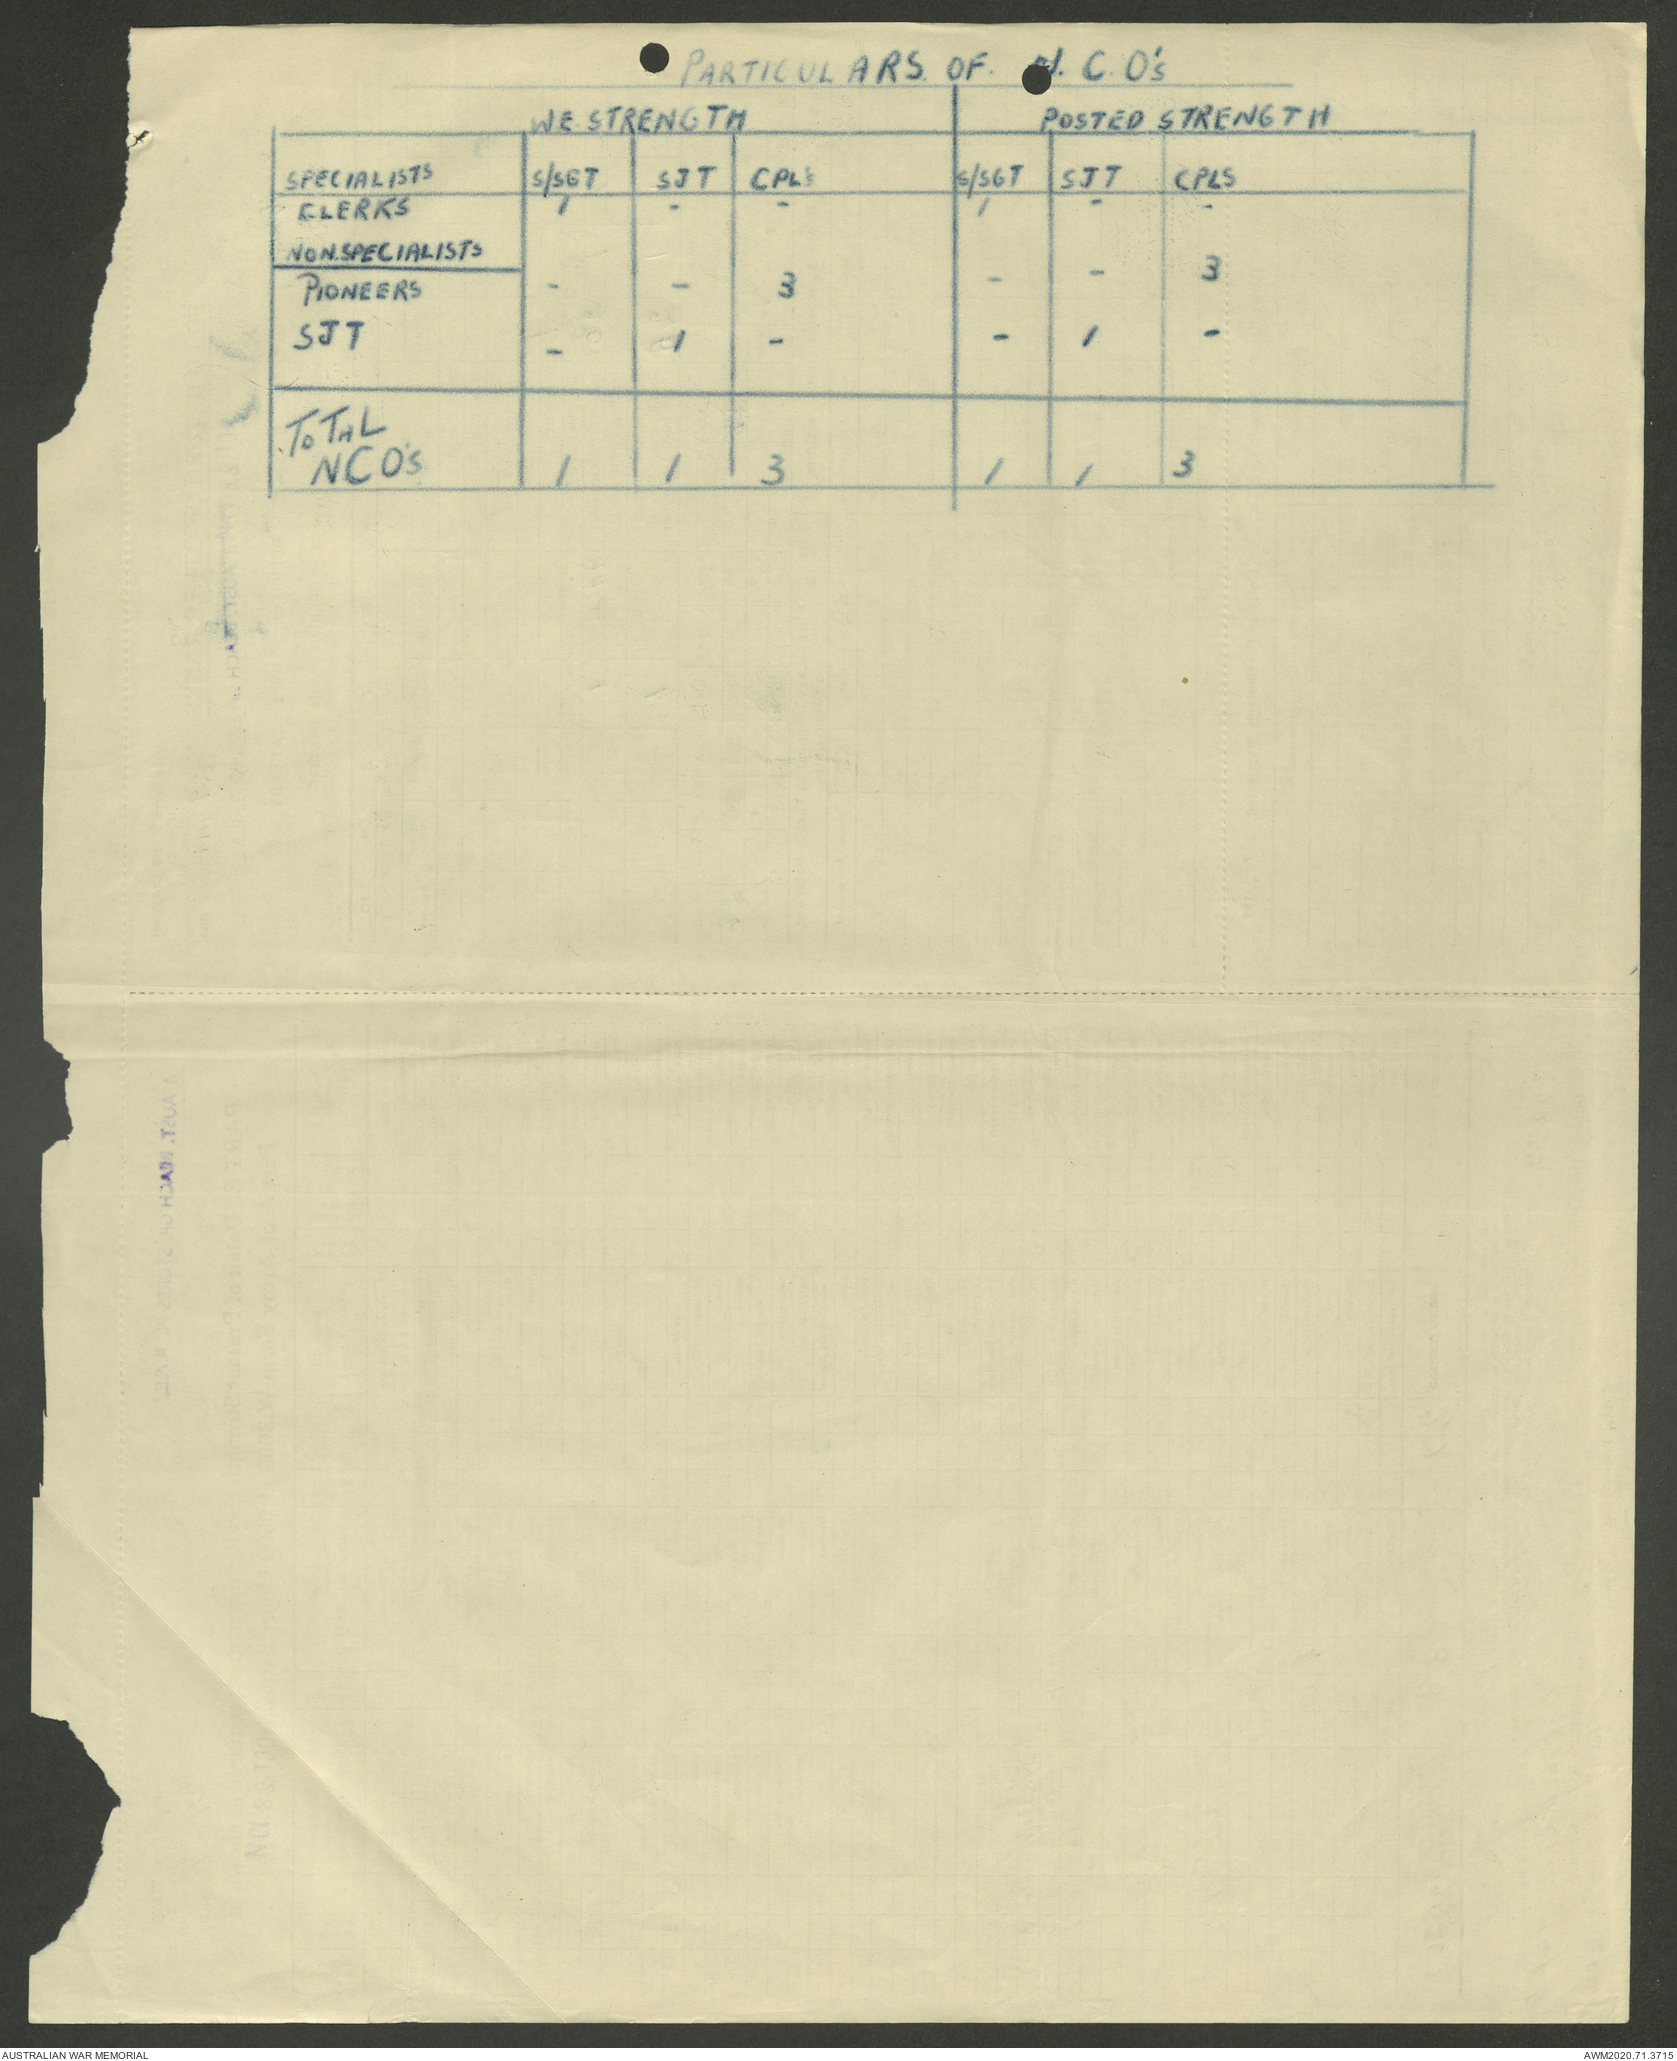 PARTICULARS OF N.C.O's
WE STRENGTH POSTED STRENGTH
SPECIALISTS S/SGT SJT CPL's S/SGT SJT CPLS
CLERKS 1 - - 1 - -
NON SPECIALISTS
PIONEERS - - 3 - - 3
SJT - 1 - - 1 -
TOTAL
NCO's 1 1 3 1 1 3
AUSTRALIAN WAR MEMORIAL AWM2020.71.3715